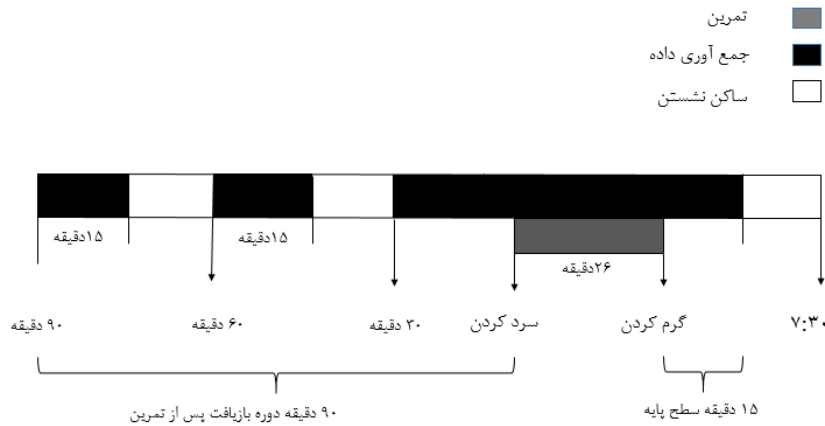 تمرین
جمع آوری داده
ساکن نشستن
۱۵دقیقه
۱۵دقیقه
۲۶دقیقه
۷:۳۰
گرم کردن
سرد کردن
۳۰ دقیقه
۶۰ دقیقه
۹۰ دقیقه
۱۵ دقیقه سطح پایه
۹۰ دقیقه دوره بازیافت پس از تمرین